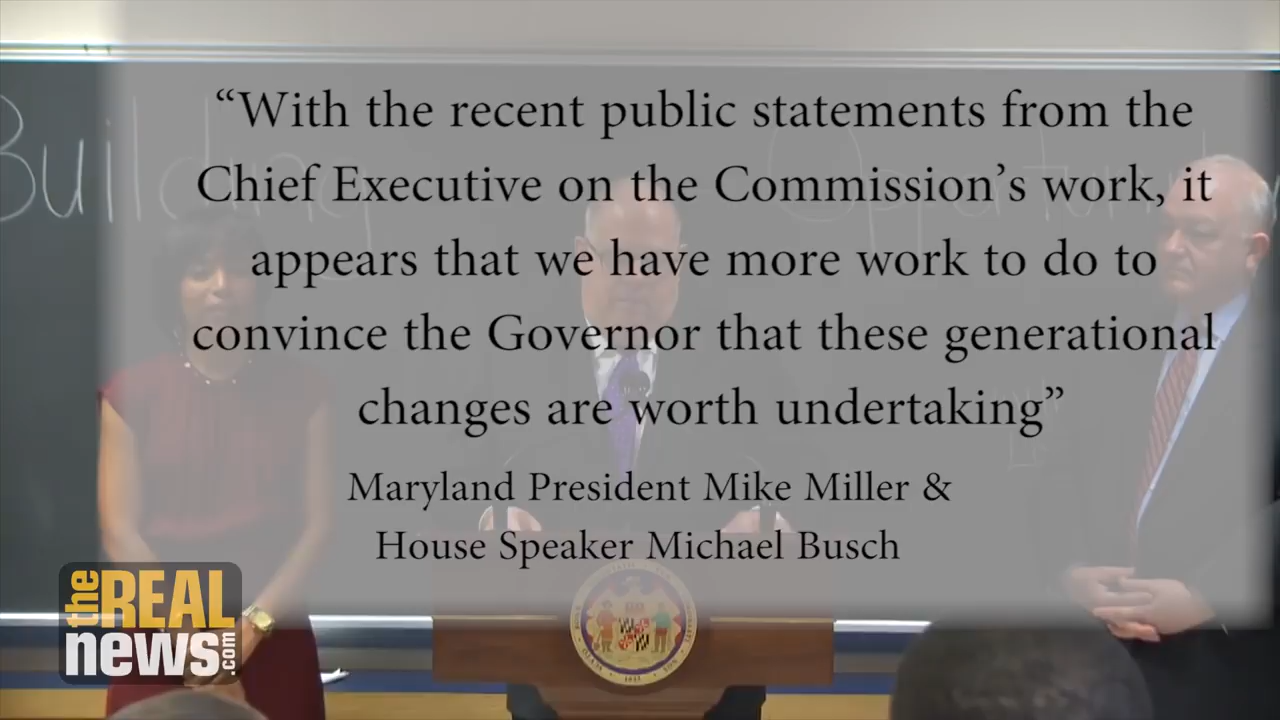 Building
“With the recent public statements from the
Chief Executive on the Commission’s work, it
appears that we have more work to do to
convince the Governor that these generational
changes are worth undertaking”
Maryland President Mike Miller &
House Speaker Michael Busch
the REAL
news.com